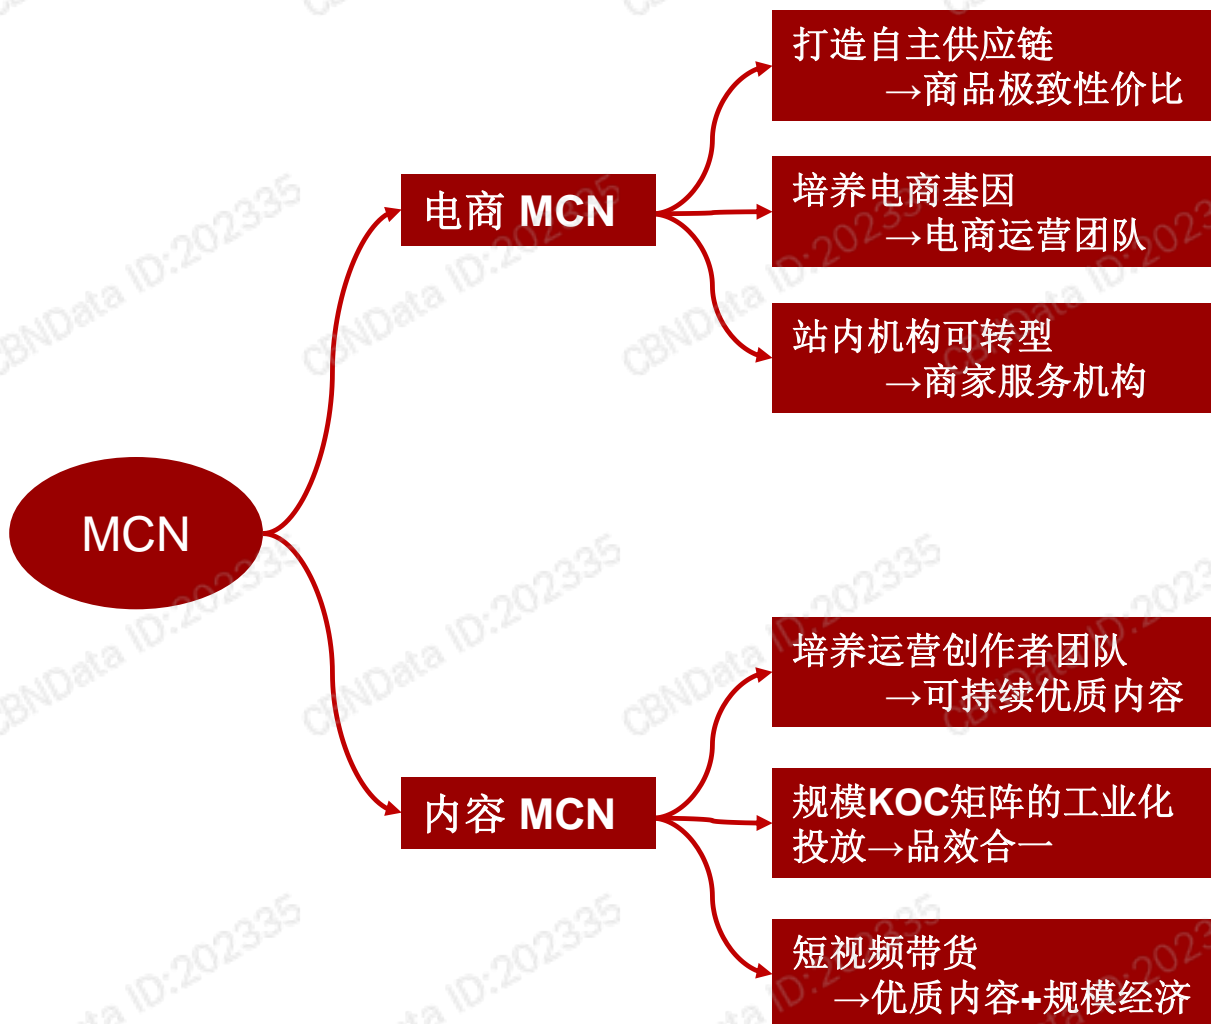 打造自主供应链
→商品极致性价比
电商 MCN
培养电商基因
→电商运营团队
站内机构可转型
→商家服务机构
MCN
培养运营创作者团队
→可持续优质内容
内容 MCN
规模KOC矩阵的工业化
投放→品效合一
短视频带货
→优质内容+规模经济
CBNData ID:202335